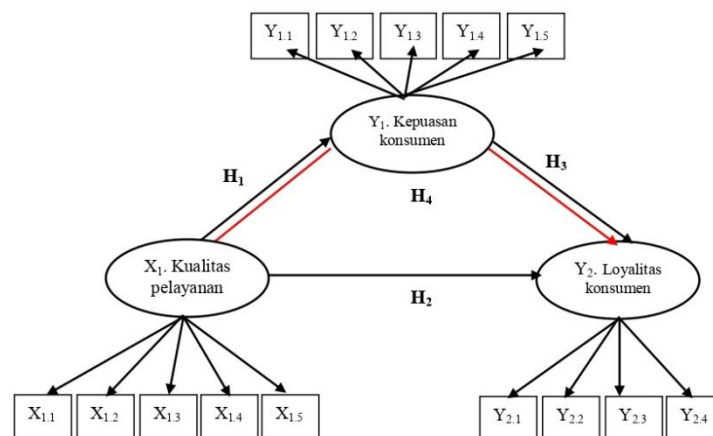 Y1.1 Y1.2 Y1.3 Y1.4 Y1.5
Y1. Kepuasan
konsumen
H1
H3
H4
X1. Kualitas
pelayanan
Y2. Loyalitas
konsumen
H2
X1.1 X1.2 X1.3 X1.4 X1.5
Y2.1 Y2.2 Y2.3 Y2.4